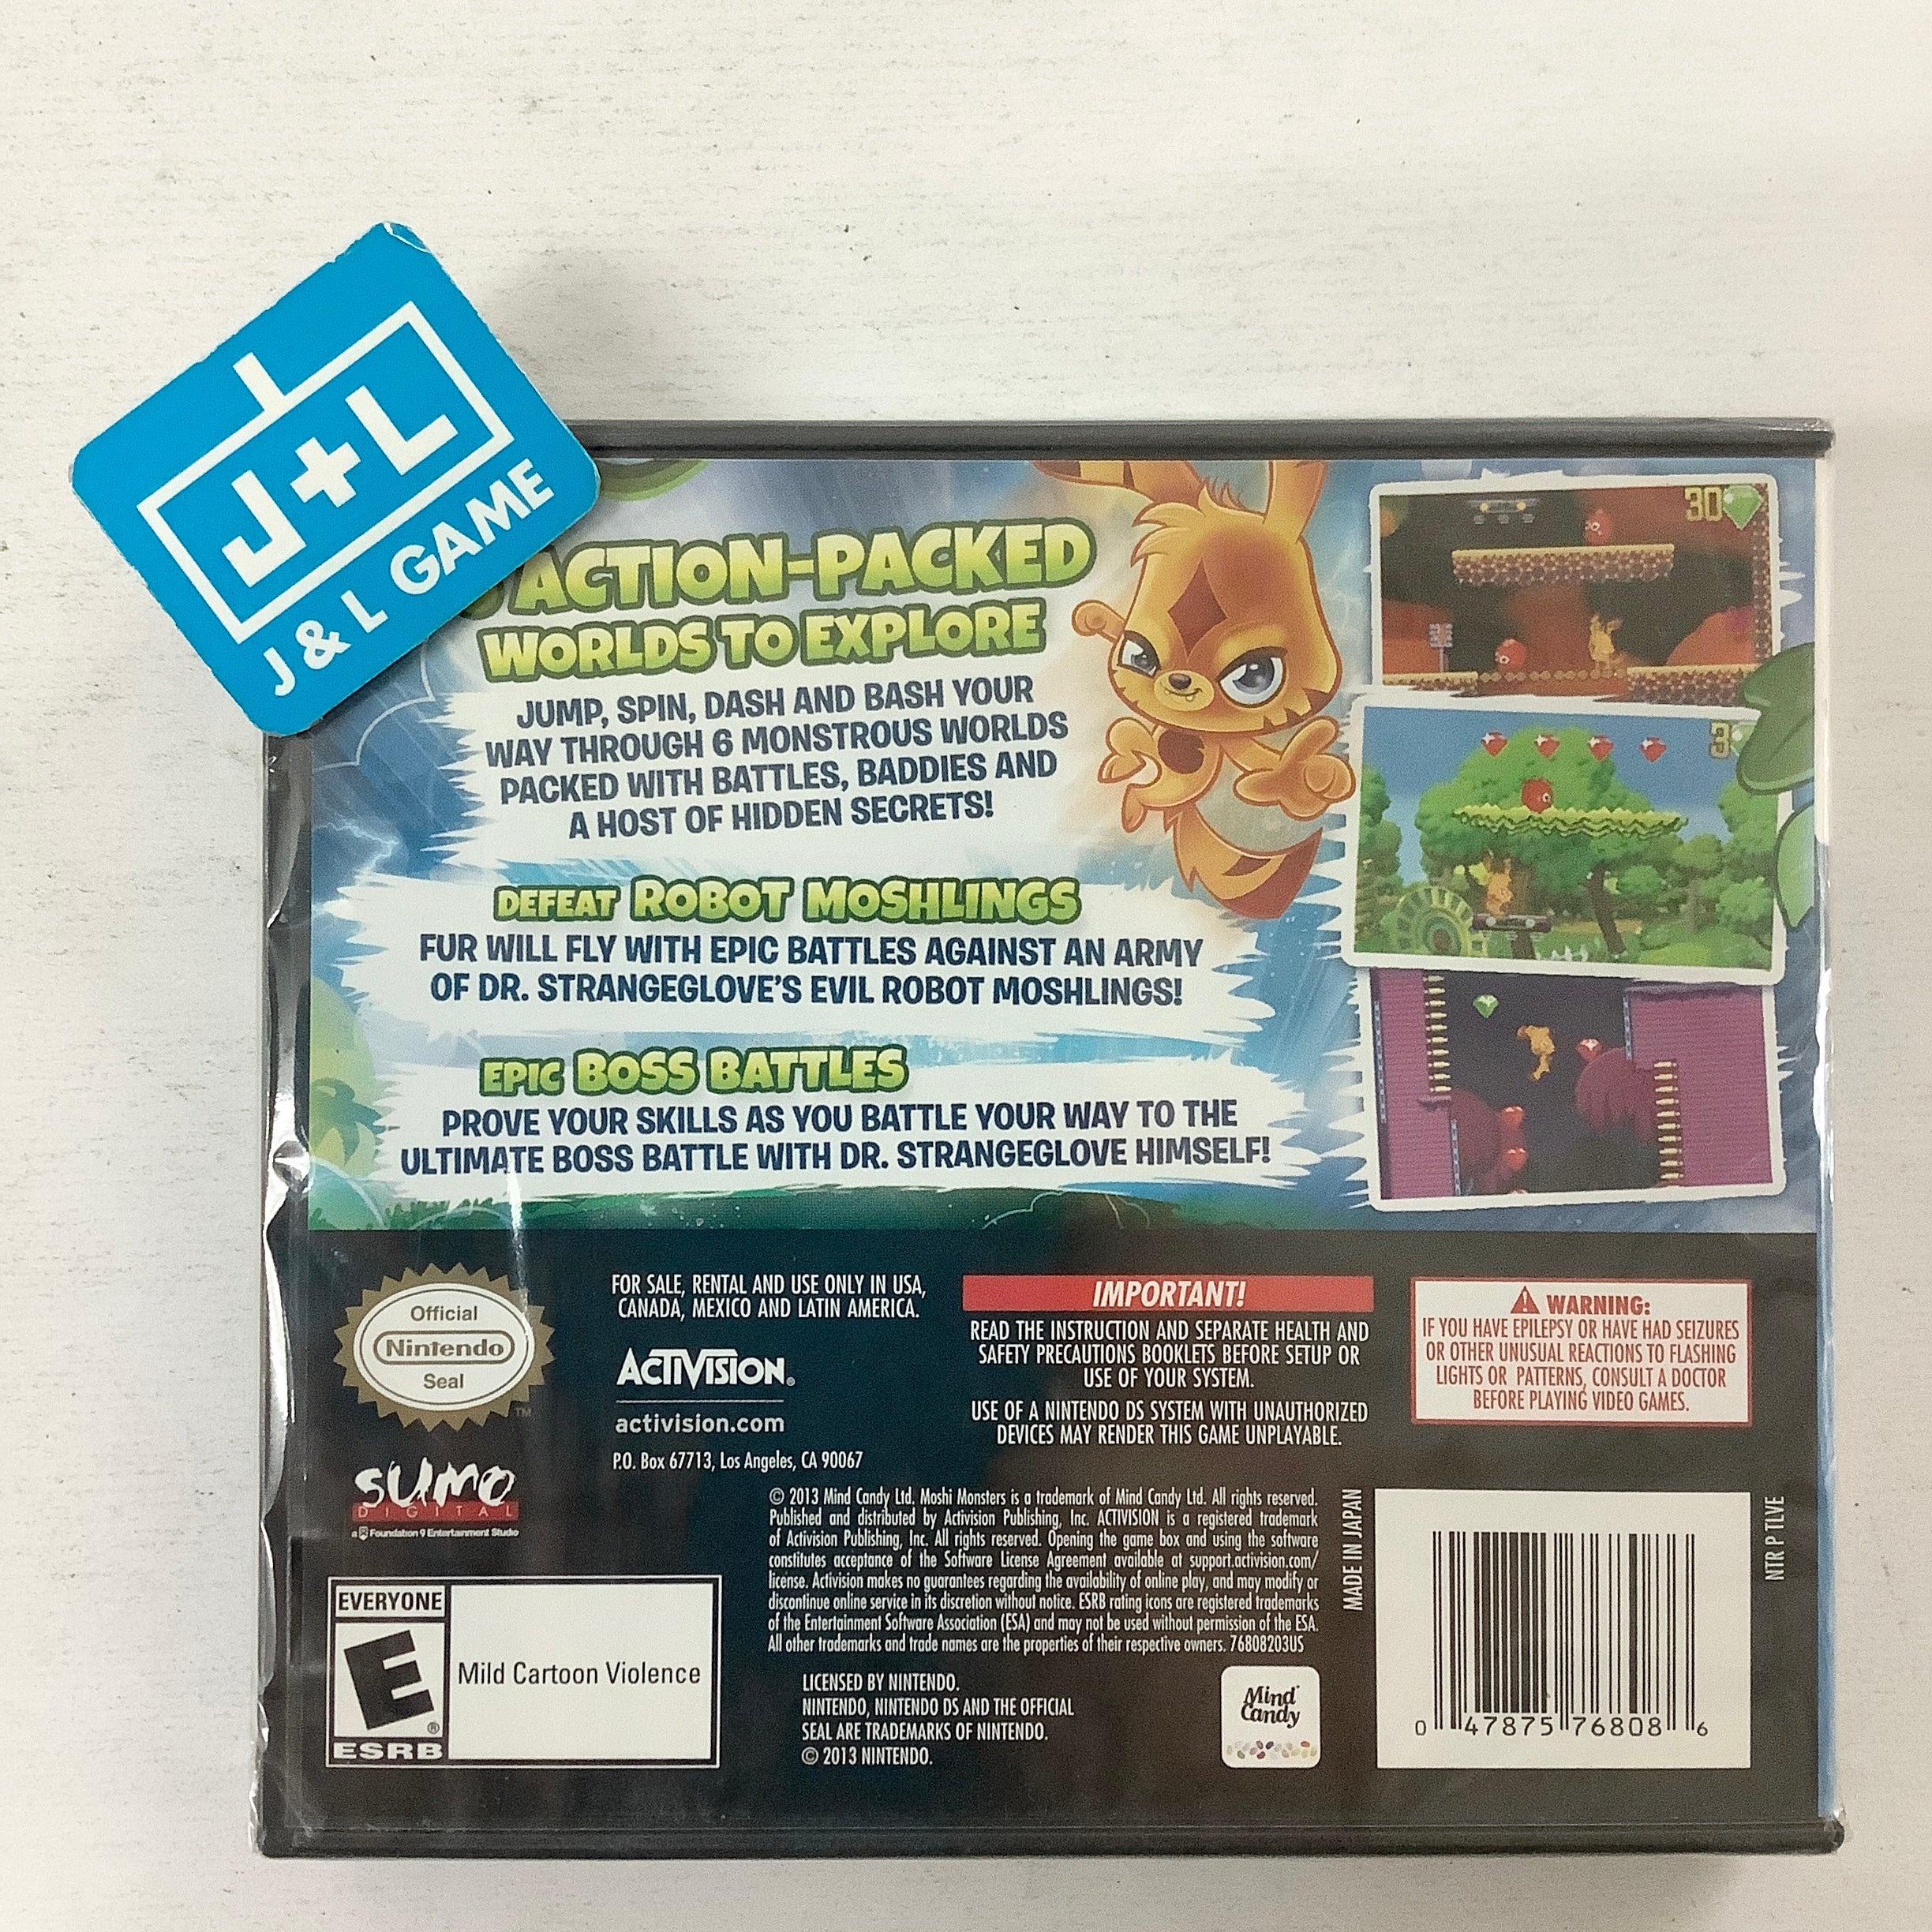 J+L
J & L GAME
ACTION-PACKED
WORLDS TO EXPLORE
JUMP, SPIN, DASH AND BASH YOUR
WAY THROUGH 6 MONSTROUS WORLDS
PACKED WITH BATTLES, BADDIES AND
A HOST OF HIDDEN SECRETS!
30
3
DEFEAT ROBOT MOSHLINGS
FUR WILL FLY WITH EPIC BATTLES AGAINST AN ARMY
OF DR. STRANGEGLOVE'S EVIL ROBOT MOSHLINGS!
EPIC BOSS BATTLES
PROVE YOUR SKILLS AS YOU BATTLE YOUR WAY TO THE
ULTIMATE BOSS BATTLE WITH DR. STRANGEGLOVE HIMSELF!
Official
Nintendo
Seal
TM
FOR SALE, RENTAL AND USE ONLY IN USA,
CANADA, MEXICO AND LATIN AMERICA.
ACTIVISION®
activision.com
P.O. Box 67713, Los Angeles, CA 90067
IMPORTANT!
READ THE INSTRUCTION AND SEPARATE HEALTH AND
SAFETY PRECAUTIONS BOOKLETS BEFORE SETUP OR
USE OF YOUR SYSTEM.
USE OF A NINTENDO DS SYSTEM WITH UNAUTHORIZED
DEVICES MAY RENDER THIS GAME UNPLAYABLE.
WARNING:
IF YOU HAVE EPILEPSY OR HAVE HAD SEIZURES
OR OTHER UNUSUAL REACTIONS TO FLASHING
LIGHTS OR PATTERNS, CONSULT A DOCTOR
BEFORE PLAYING VIDEO GAMES.
SUMO
DIGITAL
a Foundation 9 Entertainment Studio
© 2013 Mind Candy Ltd. Moshi Monsters is a trademark of Mind Candy Ltd. All rights reserved.
Published and distributed by Activision Publishing, Inc. ACTIVISION is a registered trademark
of Activision Publishing, Inc. All rights reserved. Opening the game box and using the software
constitutes acceptance of the Software License Agreement available at support.activision.com/
license. Activision makes no guarantees regarding the availability of online play, and may modify or
discontinue online service in its discretion without notice. ESRB rating icons are registered trademarks
of the Entertainment Software Association (ESA) and may not be used without permission of the ESA.
All other trademarks and trade names are the properties of their respective owners. 76808203US
MADE IN JAPAN
NTR P TLVE
EVERYONE
E
®
ESRB
Mild Cartoon Violence
LICENSED BY NINTENDO.
NINTENDO, NINTENDO DS AND THE OFFICIAL
SEAL ARE TRADEMARKS OF NINTENDO.
© 2013 NINTENDO.
Mind
Candy
0 47875 76808 6